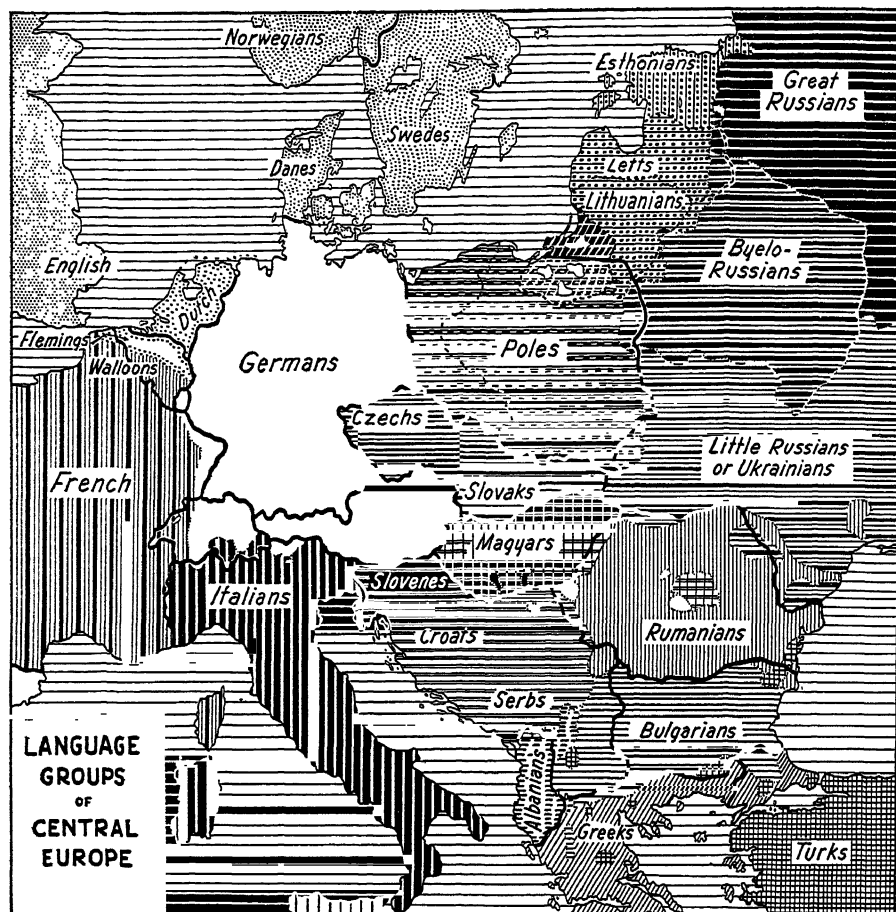 Norwegians
Esthonians
Great
Russians
Swedes
Danes
Letts
Lithuanians
Byelo-
Russians
English
Dutch
Flemings
Walloons
Germans
Poles
Czechs
Little Russians
or Ukrainians
French
Slovaks
Magyars
Slovenes
Italians
Croats
Rumanians
Serbs
Bulgarians
Albanians
Greeks
Turks
LANGUAGE
GROUPS
OF
CENTRAL
EUROPE